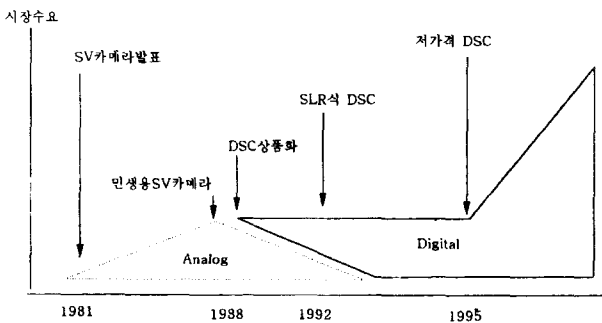 시장수요
SV카메라발표
저가격 DSC
SLR식 DSC
DSC상품화
민생용SV카메라
Analog
Digital
1981
1988
1992
1995